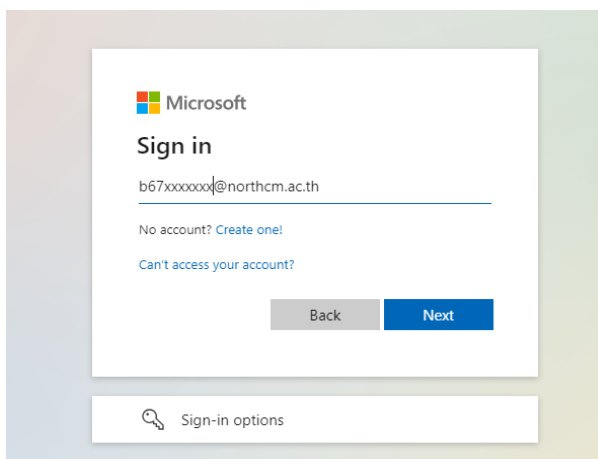 Microsoft
Sign in
b67xxxxxxx@northcm.ac.th
No account? Create one!
Can't access your account?
Back Next
Sign-in options